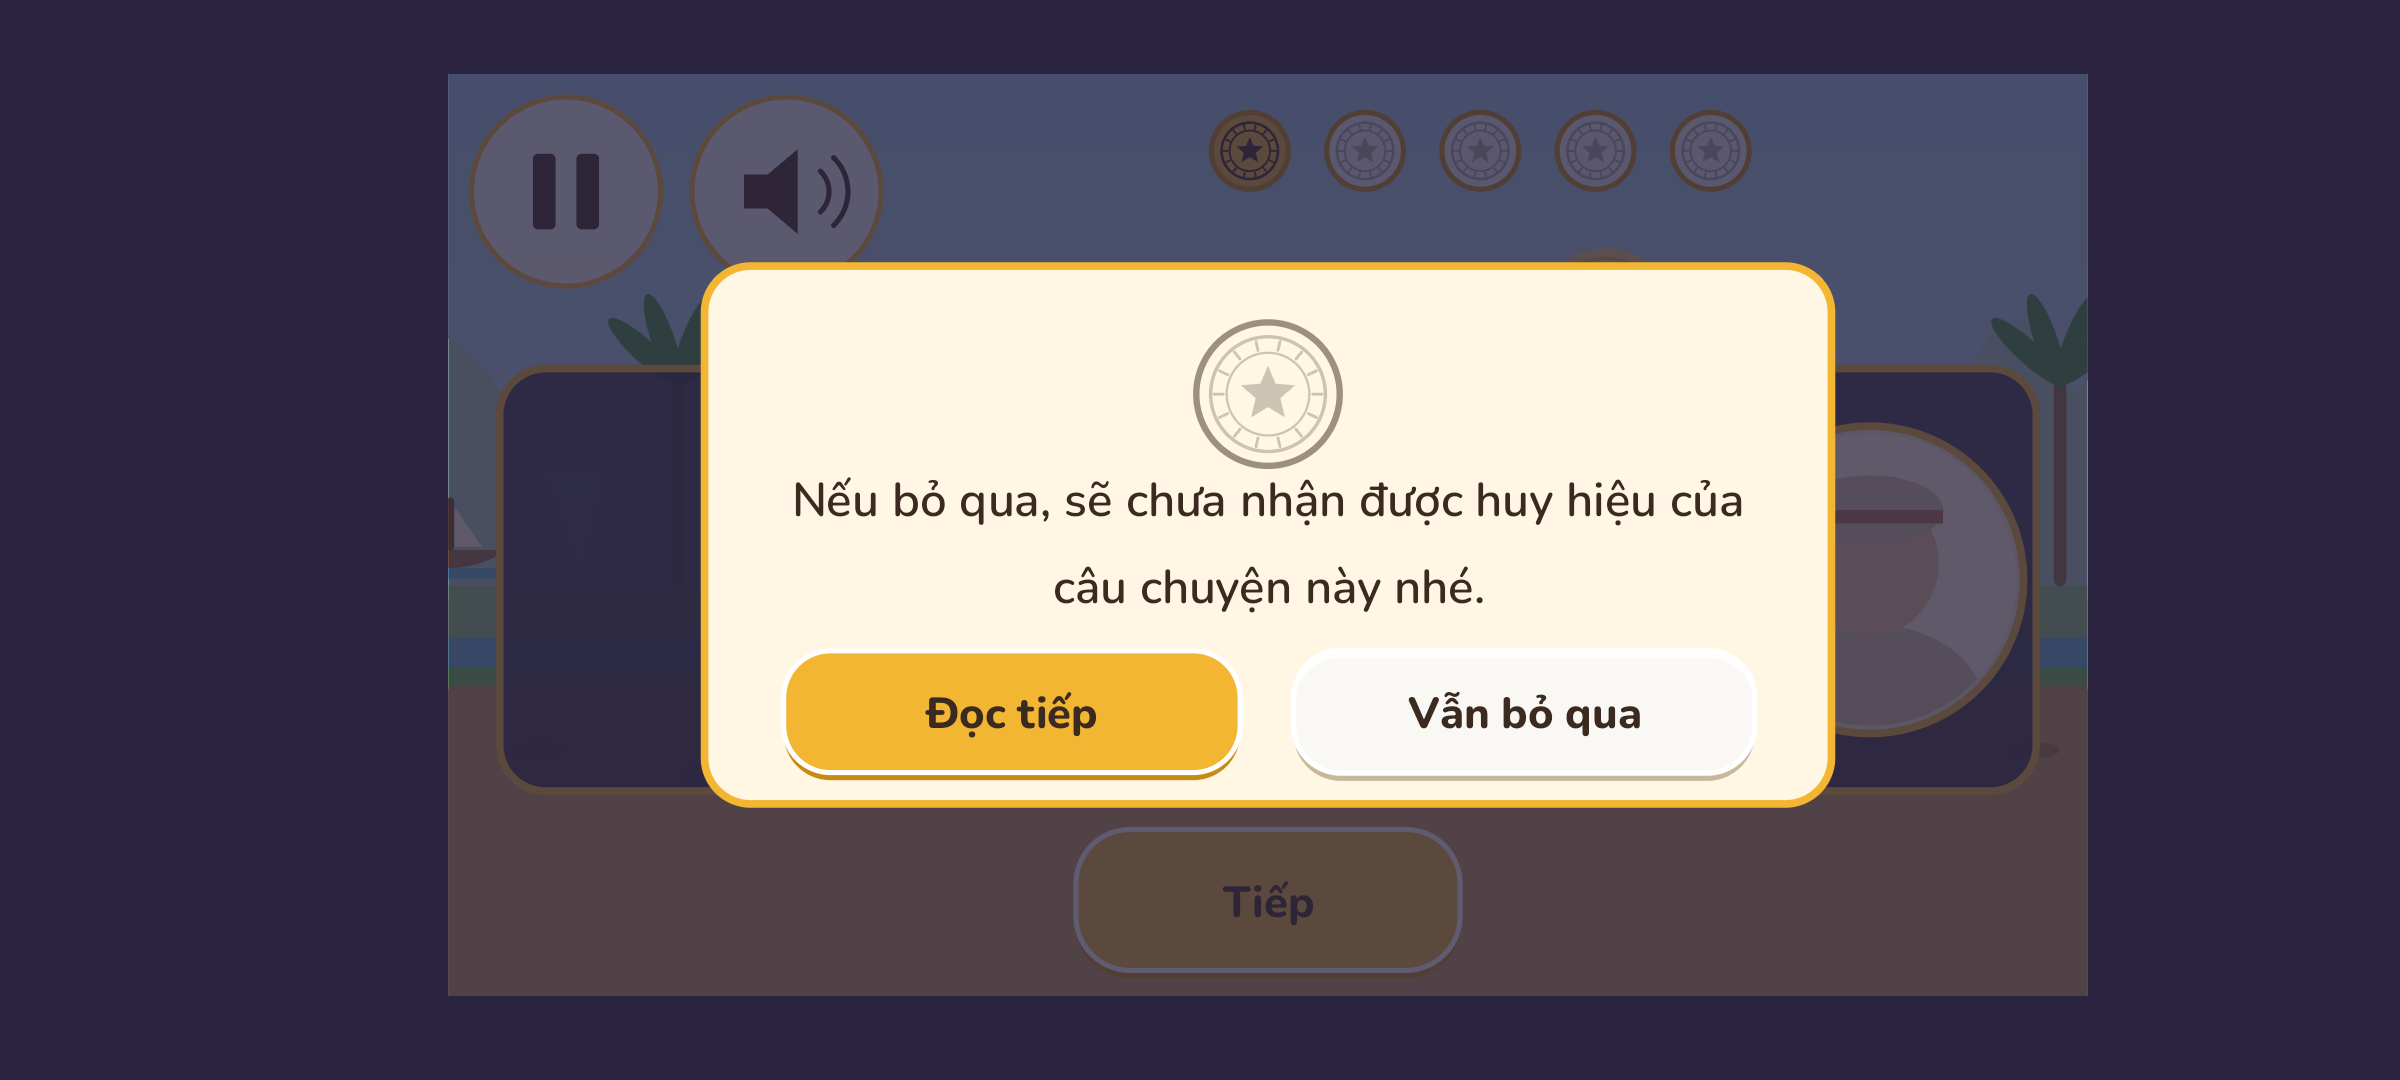 Nếu bỏ qua, sẽ chưa nhận được huy hiệu của
câu chuyện này nhé.
Đọc tiếp
Vẫn bỏ qua
Tiếp